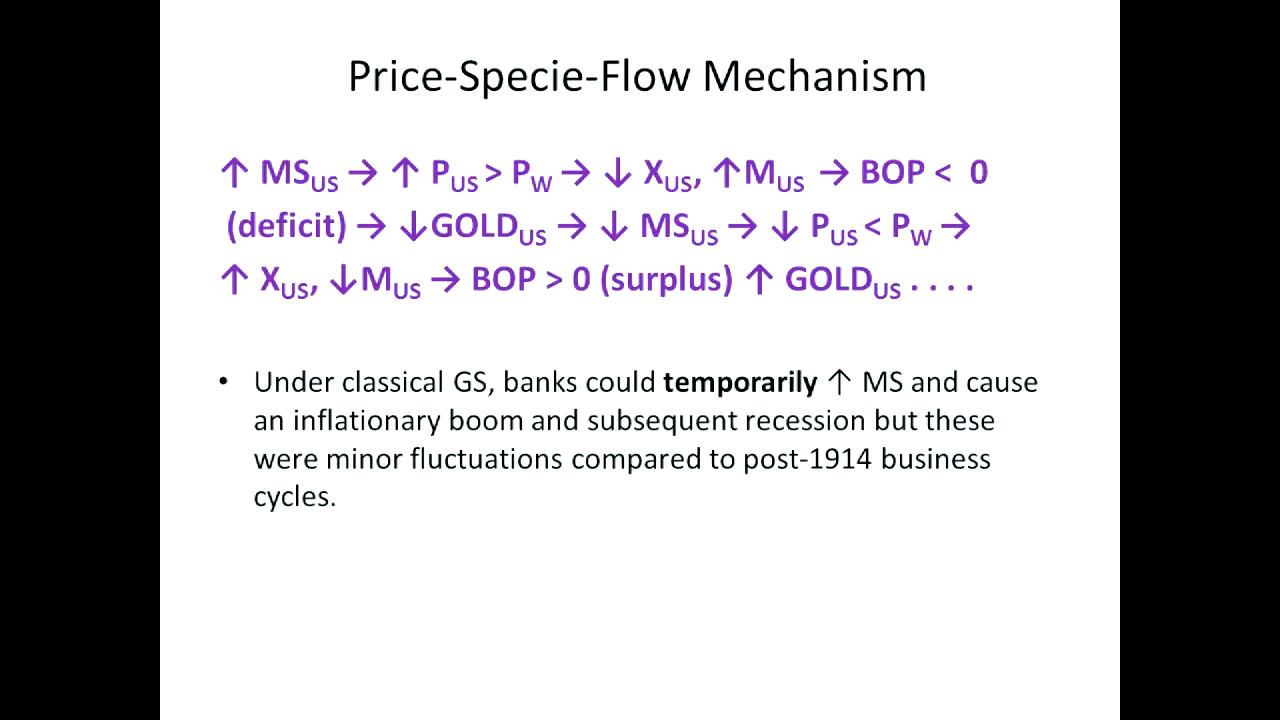 Price-Specie-Flow Mechanism
↑ MS_US → ↑ P_US > P_W → ↓ X_US, ↑M_US → BOP < 0
(deficit) → ↓GOLD_US → ↓ MS_US → ↓ P_US < P_W →
↑ X_US, ↓M_US → BOP > 0 (surplus) ↑ GOLD_US . . . .
• Under classical GS, banks could temporarily ↑ MS and cause
an inflationary boom and subsequent recession but these
were minor fluctuations compared to post-1914 business
cycles.